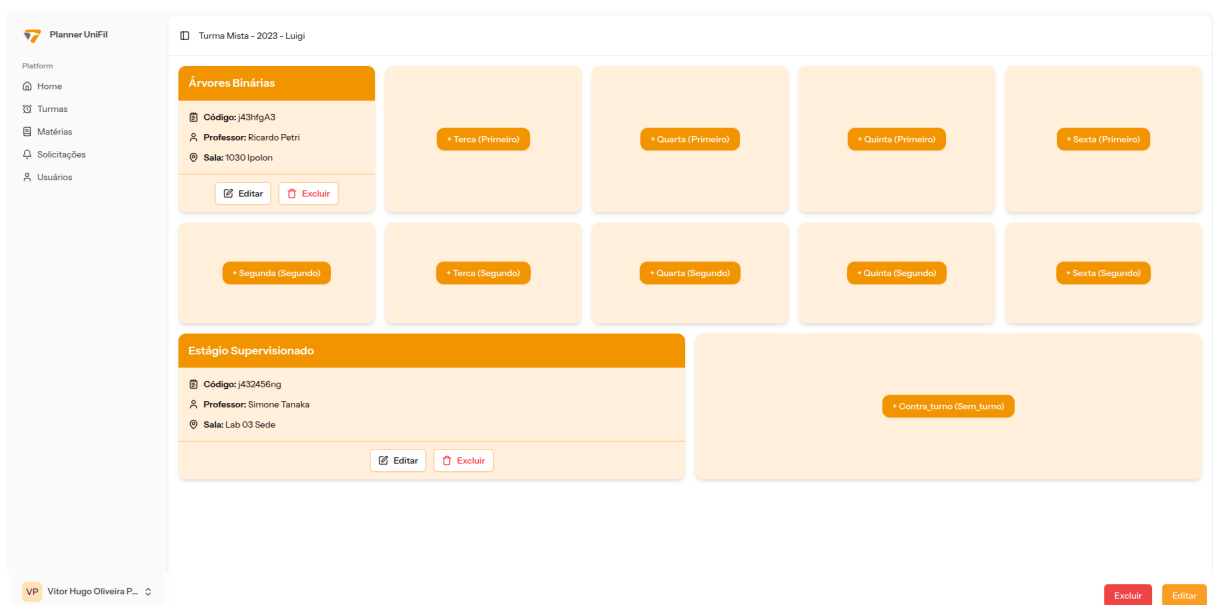 Planner UniFil
Turma Mista - 2023 - Luigi
Platform
Home
Turmas
Matérias
Solicitações
Usuários
Árvores Binárias
Código: j43hfgA3
Professor: Ricardo Petri
Sala: 1030 Ipolon
Editar
Excluir
+ Terca (Primeiro)
+ Quarta (Primeiro)
+ Quinta (Primeiro)
+ Sexta (Primeiro)
+ Segunda (Segundo)
+ Terca (Segundo)
+ Quarta (Segundo)
+ Quinta (Segundo)
+ Sexta (Segundo)
Estágio Supervisionado
Código: j432456ng
Professor: Simone Tanaka
Sala: Lab 03 Sede
Editar
Excluir
+ Contra_turno (Sem_turno)
VP Vitor Hugo Oliveira P...
Excluir
Editar